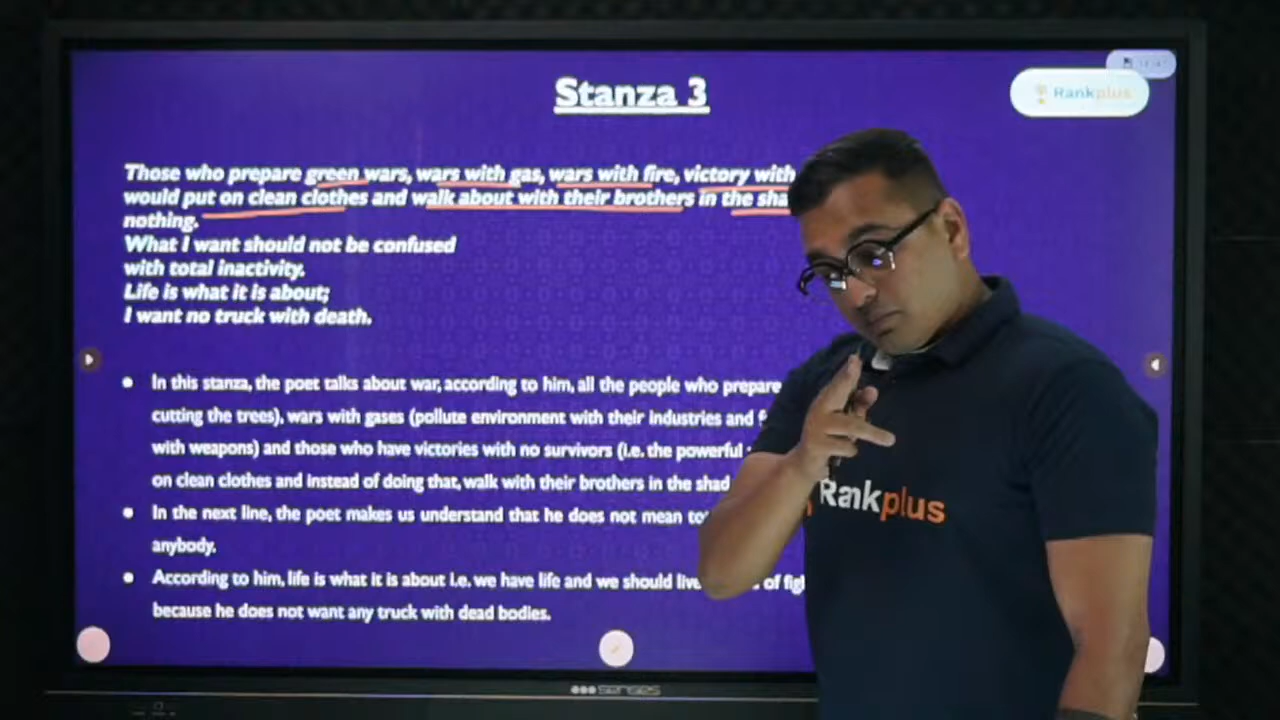 Stanza 3
Rankplus
Those who prepare green wars, wars with gas, wars with fire, victory with
would put on clean clothes and walk about with their brothers in the sha
nothing.
What I want should not be confused
with total inactivity.
Life is what it is about;
I want no truck with death.
In this stanza, the poet talks about war, according to him, all the people who prepare
cutting the trees), wars with gases (pollute environment with their industries and f
with weapons) and those who have victories with no survivors (i.e. the powerful
on clean clothes and instead of doing that, walk with their brothers in the shad
In the next line, the poet makes us understand that he does not mean to
anybody.
According to him, life is what it is about i.e. we have life and we should live of figh
because he does not want any truck with dead bodies.
Rankplus
senses